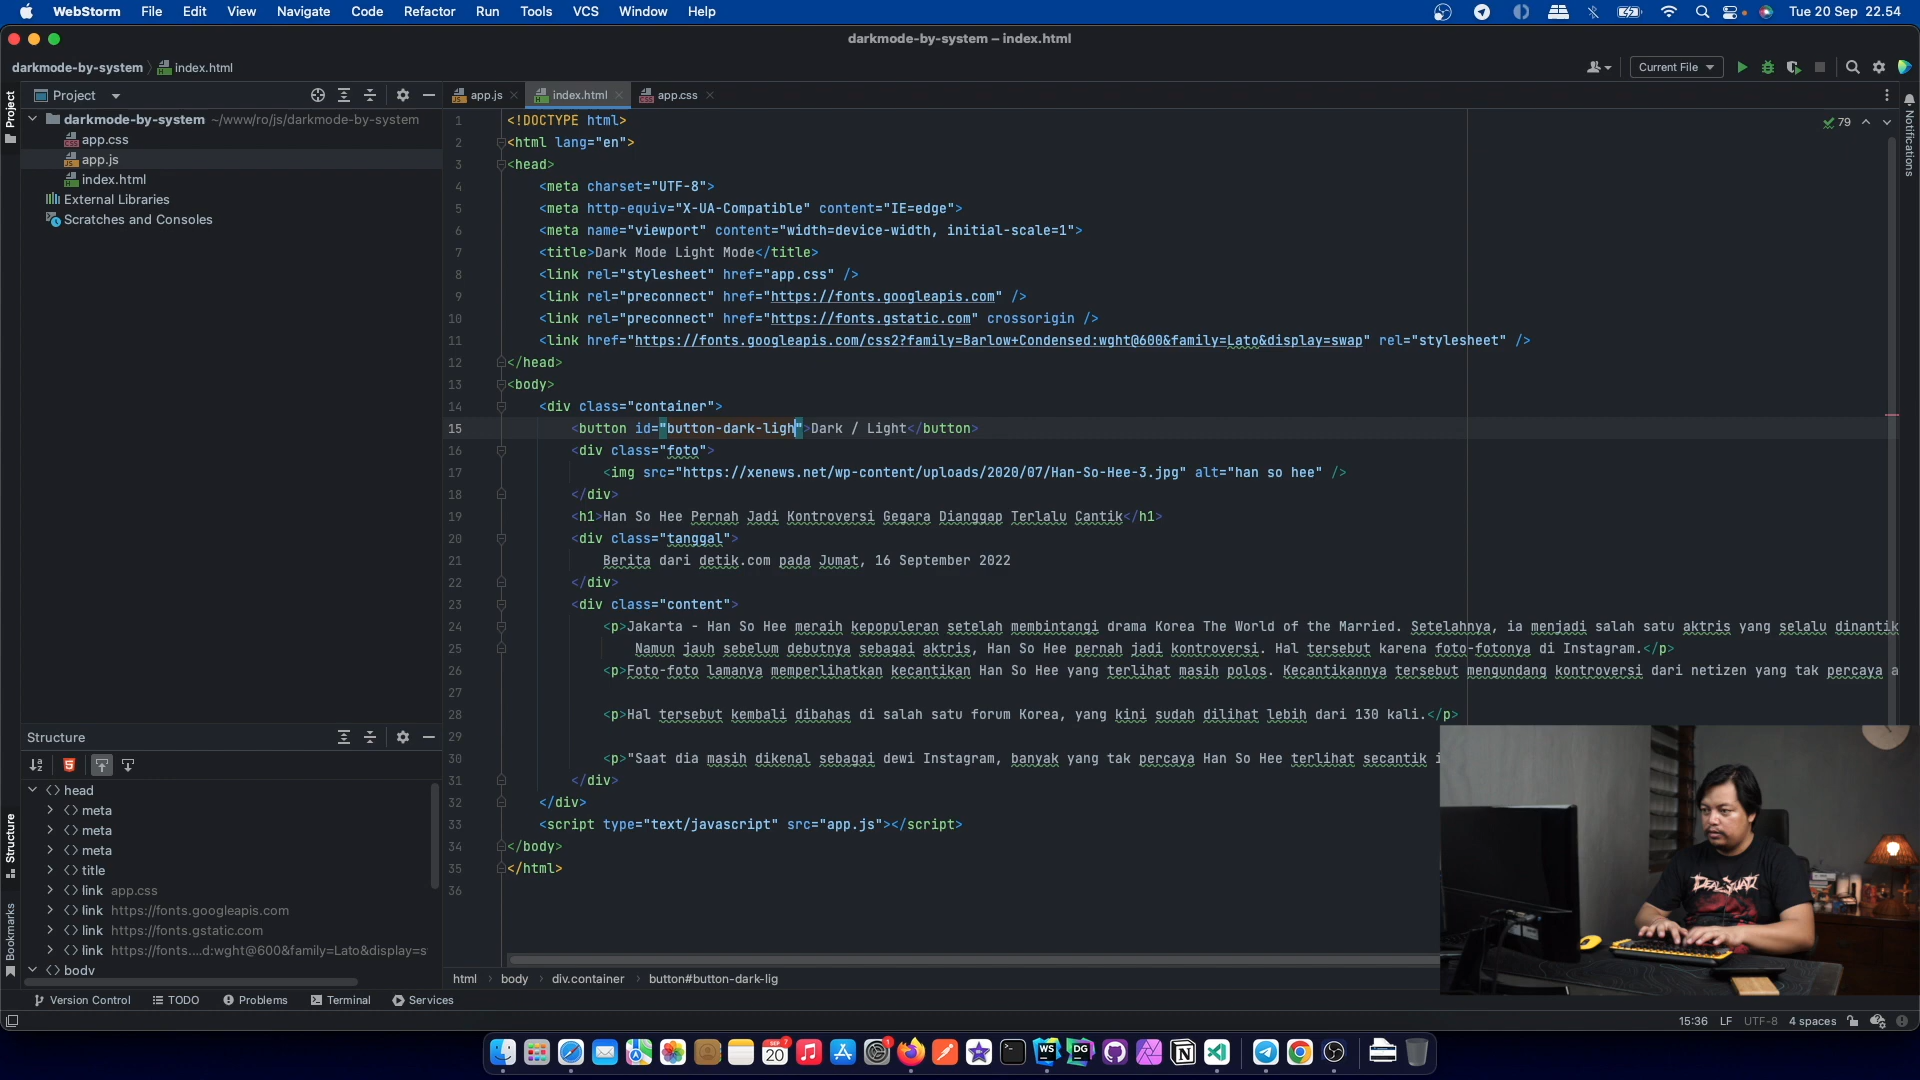 WebStorm File Edit View Navigate Code Refactor Run Tools VCS Window Help Tue 20 Sep 22.54
darkmode-by-system – index.html
darkmode-by-system index.html Current File
Project app.js index.html app.css
Project
Notifications
darkmode-by-system ~/www/ro/js/darkmode-by-system
app.css
app.js
index.html
External Libraries
Scratches and Consoles
79
1 <!DOCTYPE html>
2 <html lang="en">
3 <head>
4 <meta charset="UTF-8">
5 <meta http-equiv="X-UA-Compatible" content="IE=edge">
6 <meta name="viewport" content="width=device-width, initial-scale=1">
7 <title>Dark Mode Light Mode</title>
8 <link rel="stylesheet" href="app.css" />
9 <link rel="preconnect" href="https://fonts.googleapis.com" />
10 <link rel="preconnect" href="https://fonts.gstatic.com" crossorigin />
11 <link href="https://fonts.googleapis.com/css2?family=Barlow+Condensed:wght@600&family=Lato&display=swap" rel="stylesheet" />
12 </head>
13 <body>
14 <div class="container">
15 <button id="button-dark-ligh">Dark / Light</button>
16 <div class="foto">
17 <img src="https://xenews.net/wp-content/uploads/2020/07/Han-So-Hee-3.jpg" alt="han so hee" />
18 </div>
19 <h1>Han So Hee Pernah Jadi Kontroversi Gegara Dianggap Terlalu Cantik</h1>
20 <div class="tanggal">
21 Berita dari detik.com pada Jumat, 16 September 2022
22 </div>
23 <div class="content">
24 <p>Jakarta - Han So Hee meraih kepopuleran setelah membintangi drama Korea The World of the Married. Setelahnya, ia menjadi salah satu aktris yang selalu dinantik
25 Namun jauh sebelum debutnya sebagai aktris, Han So Hee pernah jadi kontroversi. Hal tersebut karena foto-fotonya di Instagram.</p>
26 <p>Foto-foto lamanya memperlihatkan kecantikan Han So Hee yang terlihat masih polos. Kecantikannya tersebut mengundang kontroversi dari netizen yang tak percaya a
27
28 <p>Hal tersebut kembali dibahas di salah satu forum Korea, yang kini sudah dilihat lebih dari 130 kali.</p>
29
30 <p>"Saat dia masih dikenal sebagai dewi Instagram, banyak yang tak percaya Han So Hee terlihat secantik i
31 </div>
32 </div>
33 <script type="text/javascript" src="app.js"></script>
34 </body>
35 </html>
36
Structure
head
meta
meta
meta
title
link app.css
link https://fonts.googleapis.com
link https://fonts.gstatic.com
link https://fonts....d:wght@600&family=Lato&display=s
body
Structure
Bookmarks
html body div.container button#button-dark-lig
Version Control TODO Problems Terminal Services
15:36 LF UTF-8 4 spaces
SEP 20 7
1
WS DG